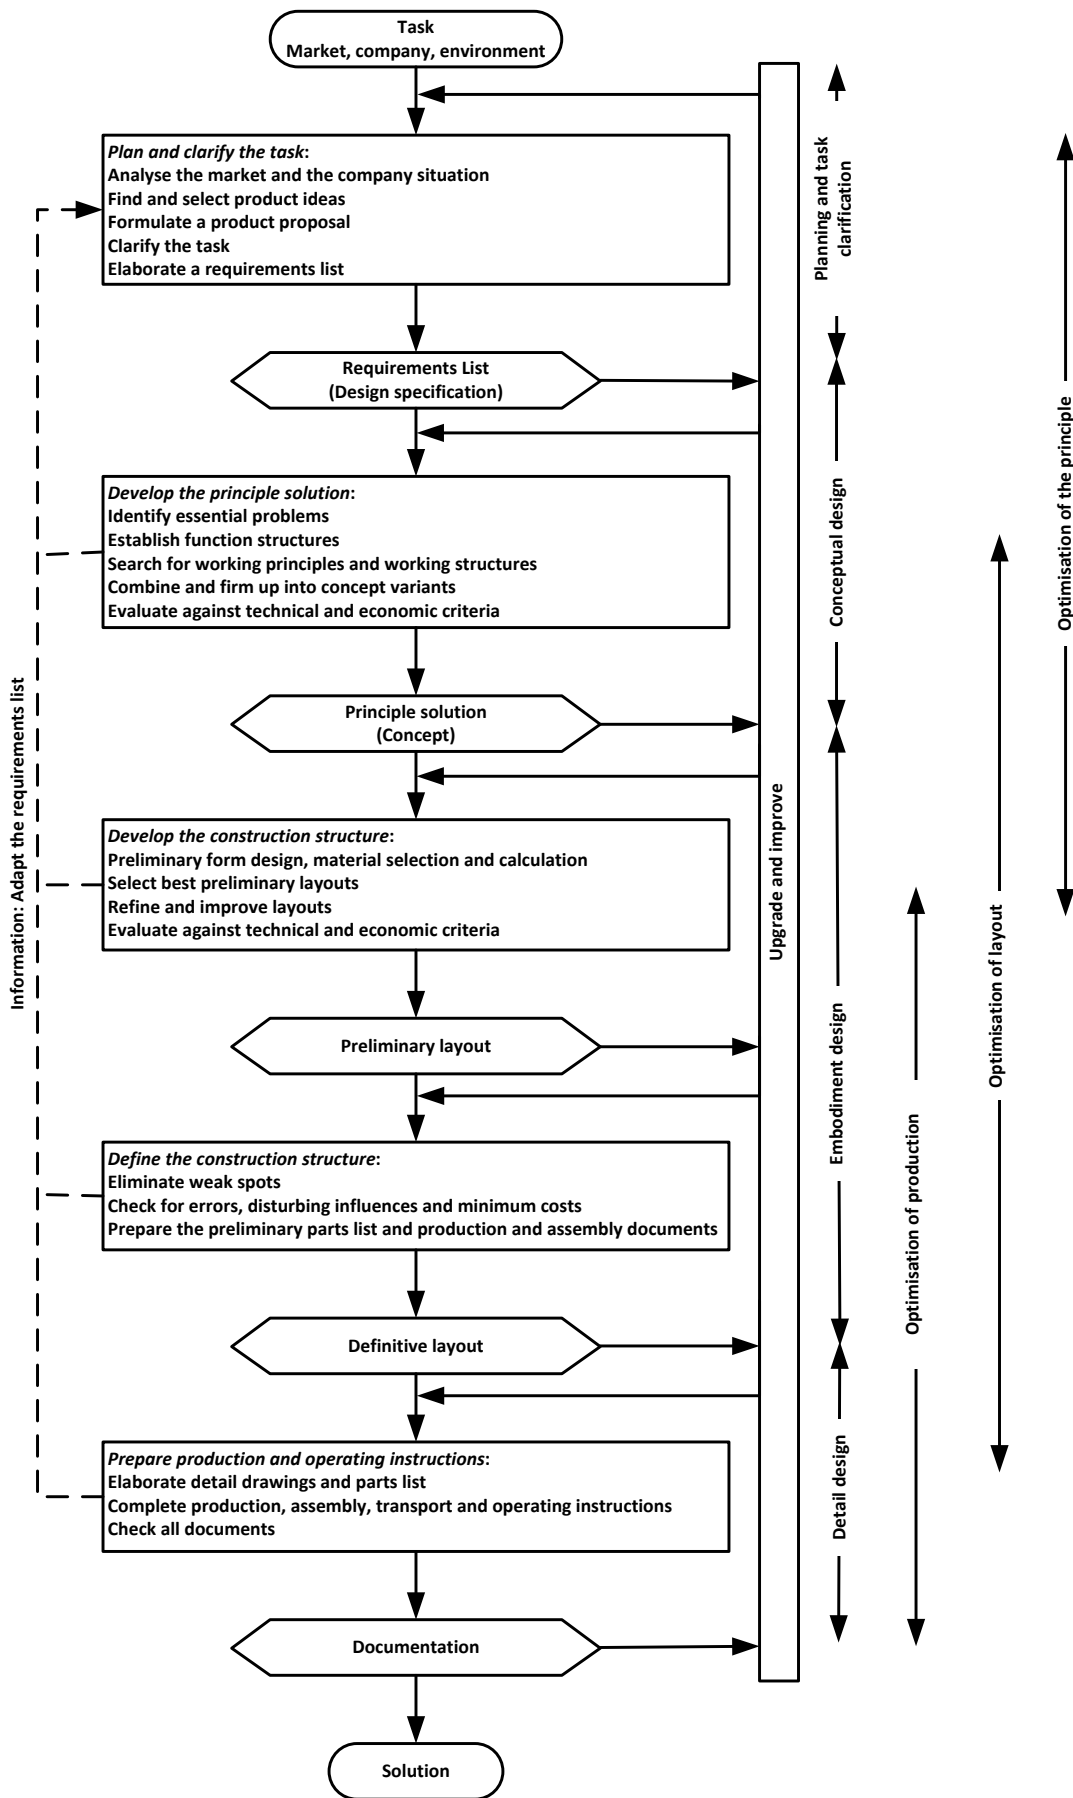 Task
Market, company, environment
Plan and clarify the task:
Analyse the market and the company situation
Find and select product ideas
Formulate a product proposal
Clarify the task
Elaborate a requirements list
Requirements List
(Design specification)
Develop the principle solution:
Identify essential problems
Establish function structures
Search for working principles and working structures
Combine and firm up into concept variants
Evaluate against technical and economic criteria
Principle solution
(Concept)
Develop the construction structure:
Preliminary form design, material selection and calculation
Select best preliminary layouts
Refine and improve layouts
Evaluate against technical and economic criteria
Preliminary layout
Define the construction structure:
Eliminate weak spots
Check for errors, disturbing influences and minimum costs
Prepare the preliminary parts list and production and assembly documents
Definitive layout
Prepare production and operating instructions:
Elaborate detail drawings and parts list
Complete production, assembly, transport and operating instructions
Check all documents
Documentation
Solution
Information: Adapt the requirements list
Upgrade and improve
Planning and task
clarification
Conceptual design
Embodiment design
Detail design
Optimisation of production
Optimisation of layout
Optimisation of the principle